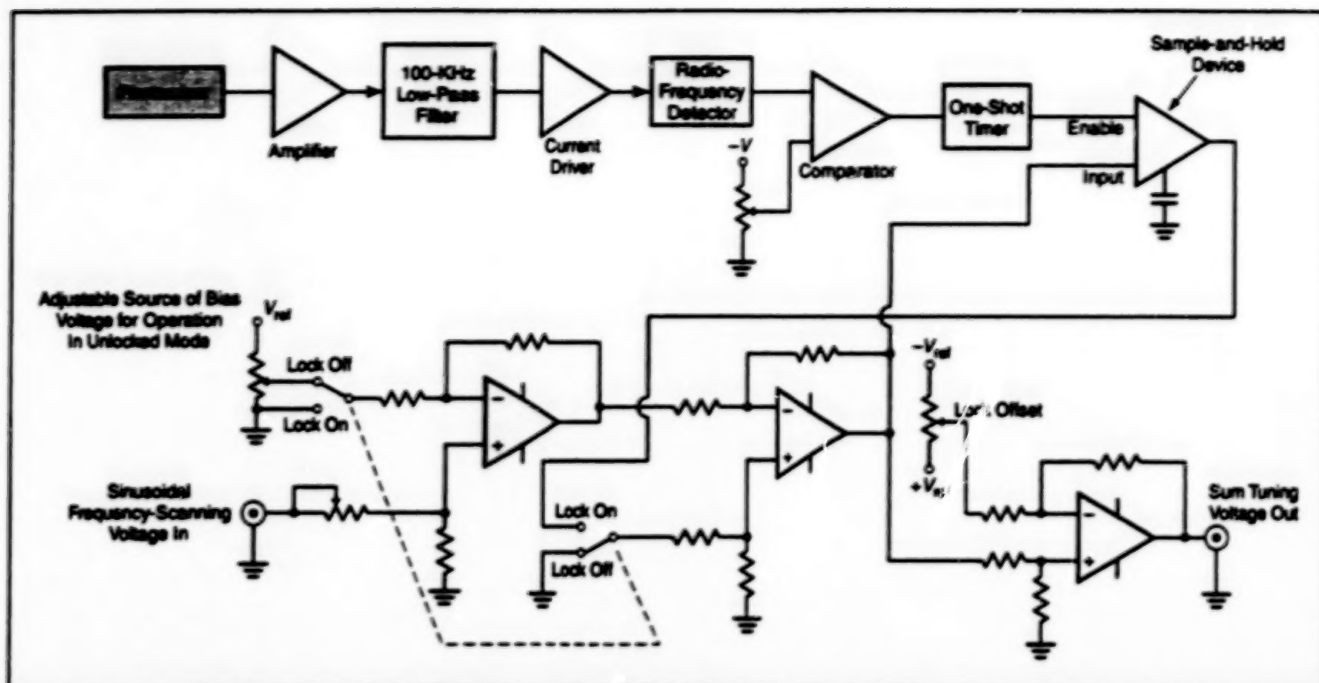 Sample-and-Hold
Device
100-KHz
Low-Pass
Filter
Radio-
Frequency
Detector
One-Shot
Timer
Enable
Amplifier
Current
Driver
–V
Comparator
Input
Adjustable Source of Bias
Voltage for Operation
in Unlocked Mode
Vref
Lock Off
Lock On
–
+
–
+
–Vref
Lock Offset
Sinusoidal
Frequency-Scanning
Voltage In
Lock On
Lock Off
–
+
Sum Tuning
Voltage Out